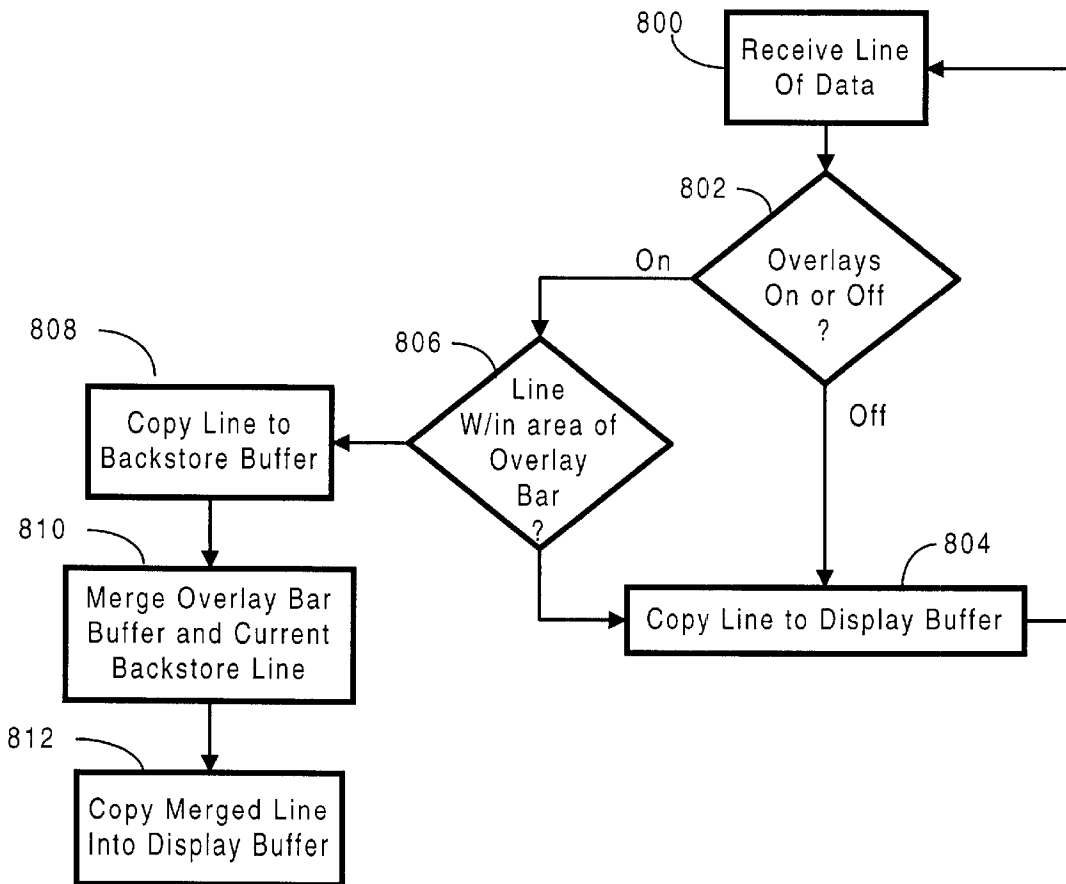 800
Receive Line
Of Data
802
Overlays
On or Off
?
On
Off
806
Line
W/in area of
Overlay
Bar
?
808
Copy Line to
Backstore Buffer
804
Copy Line to Display Buffer
810
Merge Overlay Bar
Buffer and Current
Backstore Line
812
Copy Merged Line
Into Display Buffer